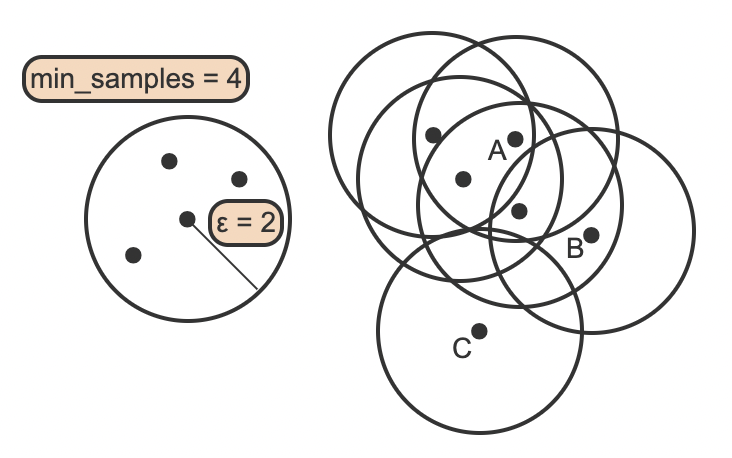 min_samples = 4
ε = 2
A
B
C